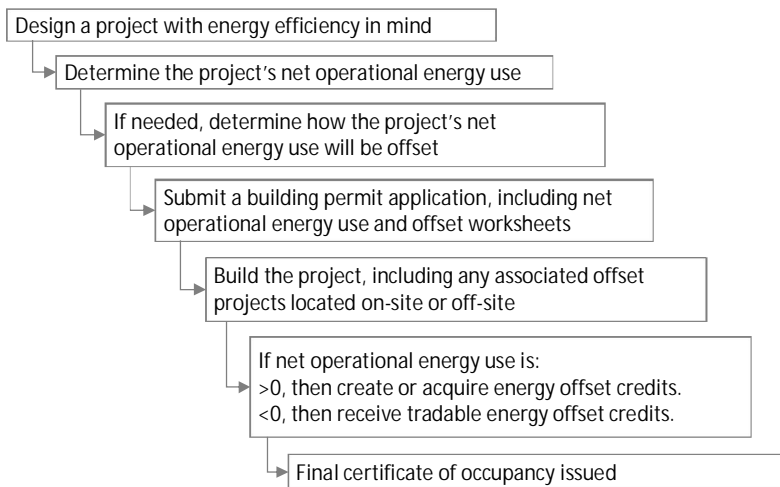 Design a project with energy efficiency in mind
Determine the project's net operational energy use
If needed, determine how the project's net
operational energy use will be offset
Submit a building permit application, including net
operational energy use and offset worksheets
Build the project, including any associated offset
projects located on-site or off-site
If net operational energy use is:
>0, then create or acquire energy offset credits.
<0, then receive tradable energy offset credits.
Final certificate of occupancy issued